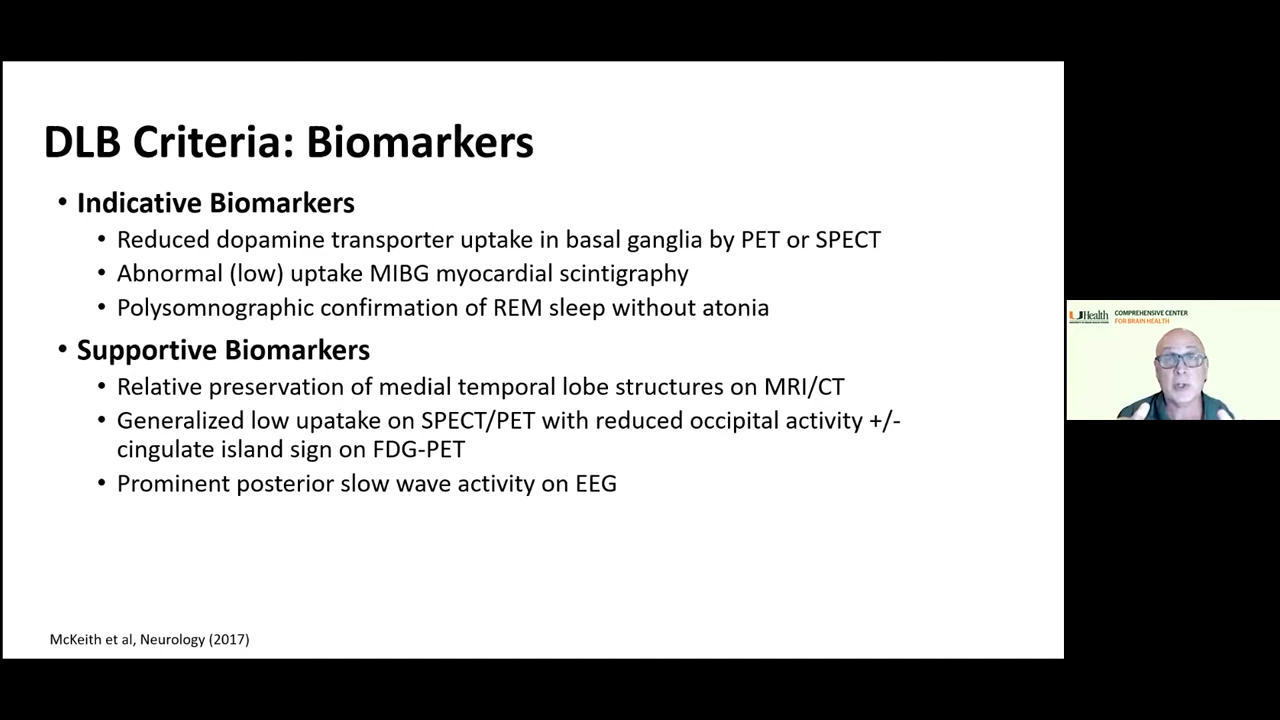 DLB Criteria: Biomarkers
• Indicative Biomarkers
• Reduced dopamine transporter uptake in basal ganglia by PET or SPECT
• Abnormal (low) uptake MIBG myocardial scintigraphy
• Polysomnographic confirmation of REM sleep without atonia
• Supportive Biomarkers
• Relative preservation of medial temporal lobe structures on MRI/CT
• Generalized low upatake on SPECT/PET with reduced occipital activity +/-
cingulate island sign on FDG-PET
• Prominent posterior slow wave activity on EEG
McKeith et al, Neurology (2017)
UHealth
COMPREHENSIVE CENTER
FOR BRAIN HEALTH